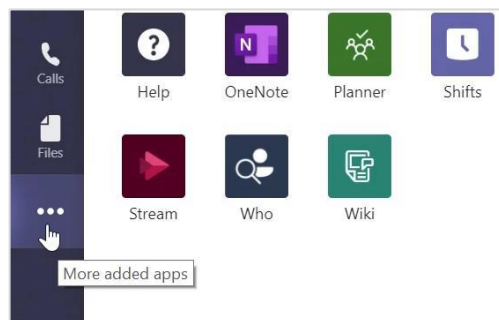 Calls
Files
More added apps
? N
Help OneNote Planner Shifts
Stream Who Wiki